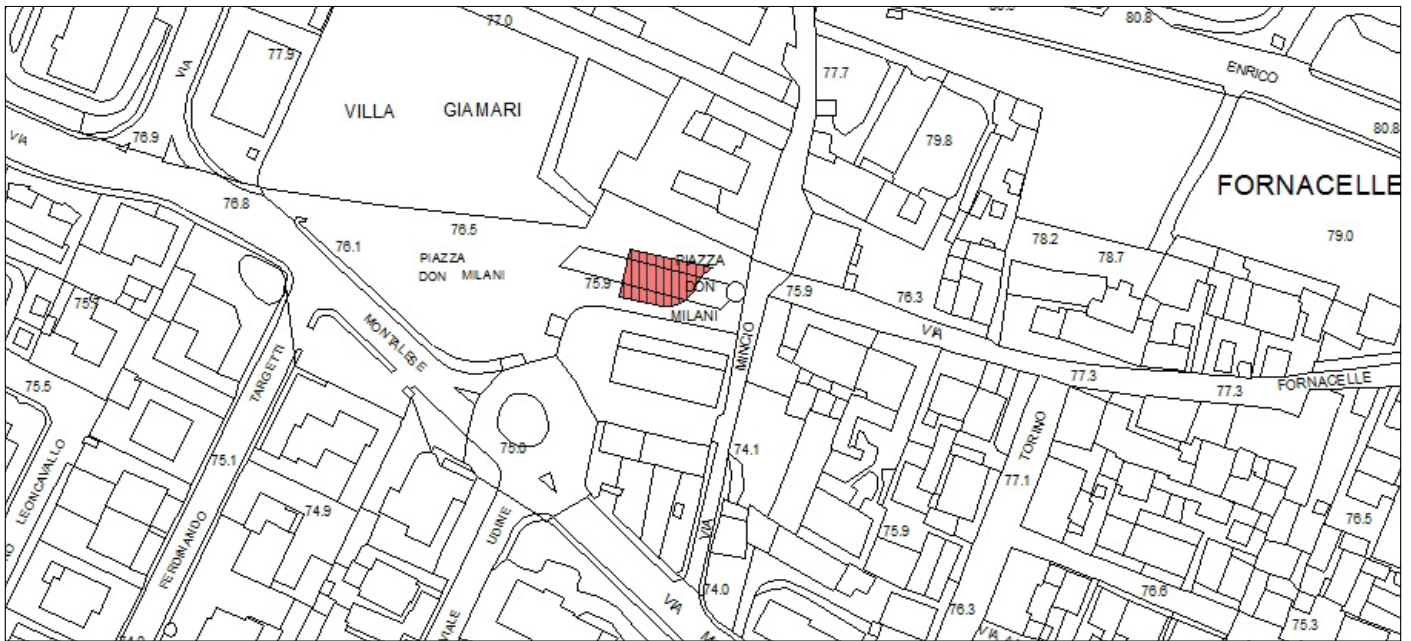 77.0
80.8
77.9
VIA
77.7
ENRICO
VILLA GIAMARI
VIA
76.9
79.8
80.8
FORNACELLE
76.8
76.1
76.5
78.2
78.7
79.0
PIAZZA
DON MILANI
PIAZZA
DON
MILANI
75.9
75.9
76.3
VIA
MONTALESE
MINCIO
77.3
77.3
FORNACELLE
75.5
TARGETTI
TORINO
LEONCAVALLO
75.1
75.0
74.1
77.1
74.9
FERDINANDO
UDINE
VIALE
VIA
75.9
76.5
74.0
VIA
76.3
76.6
75.3
VIA